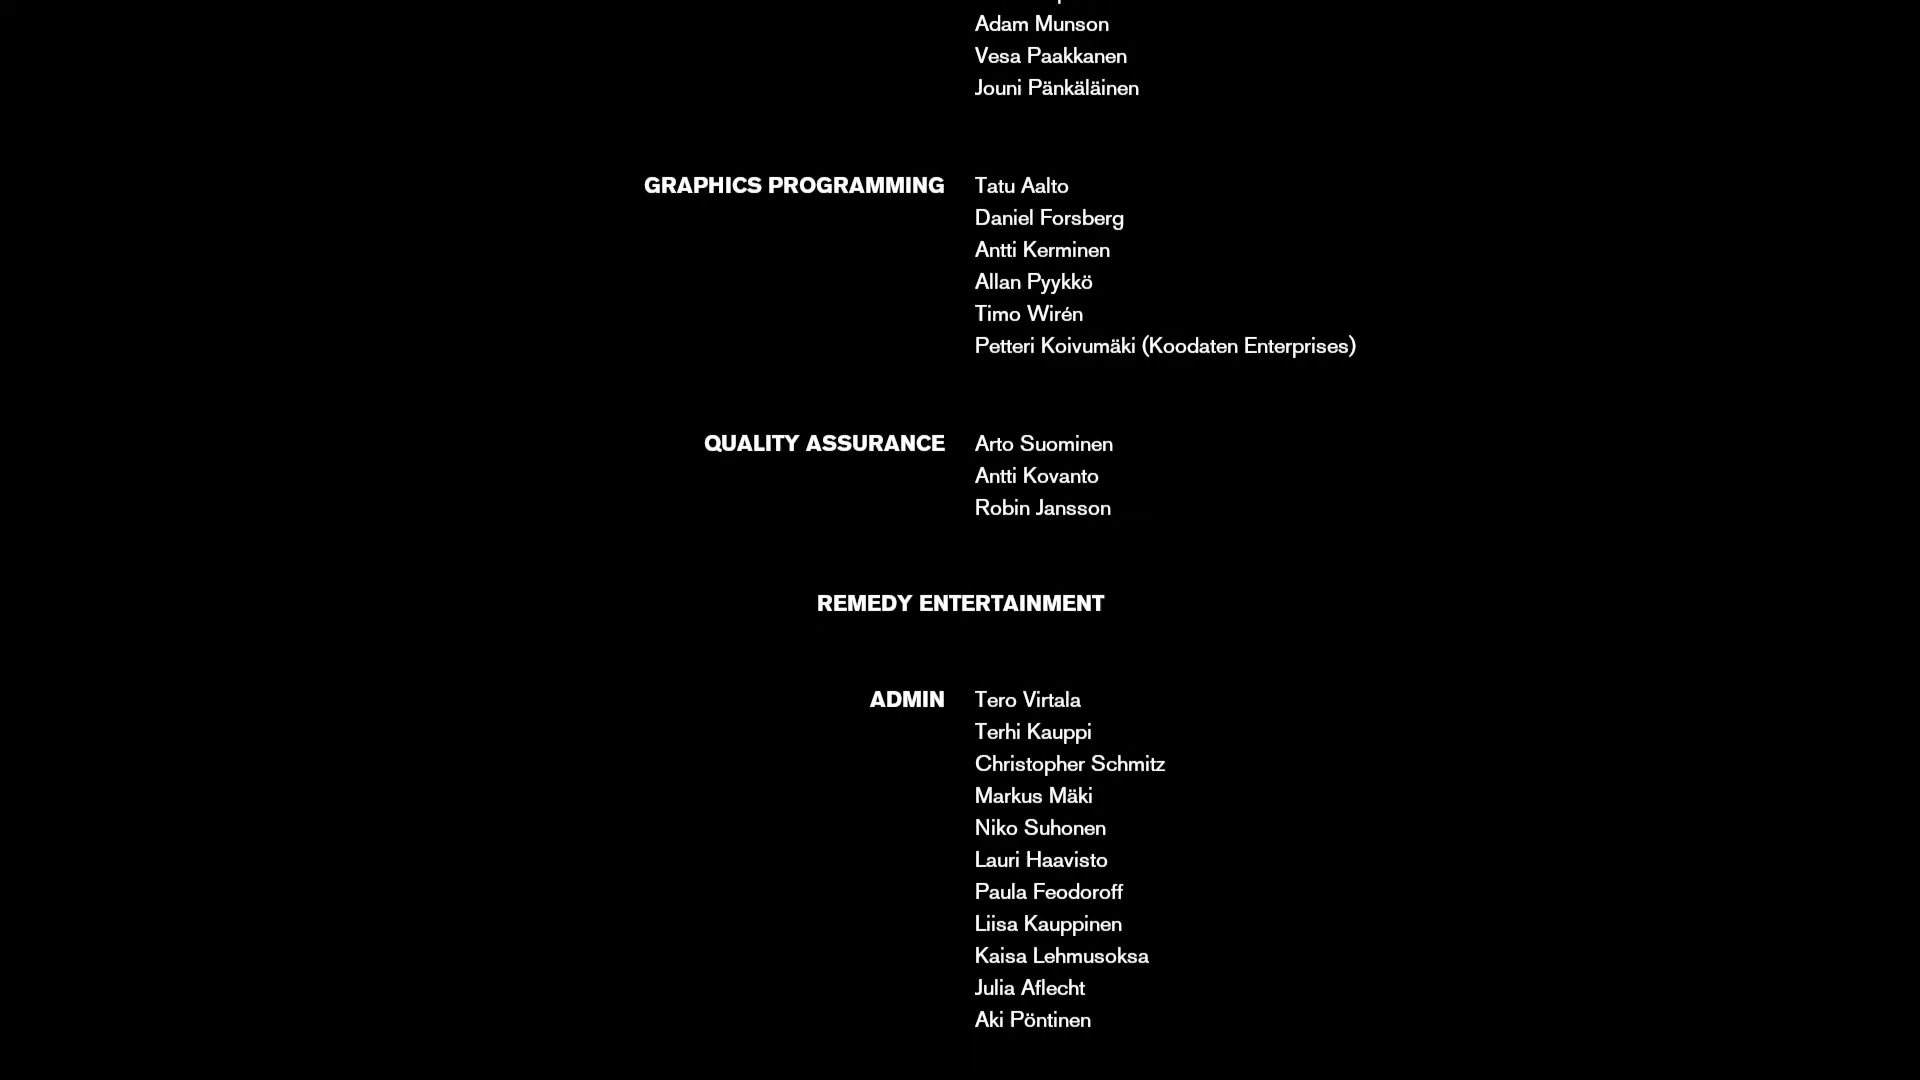 Adam Munson
Vesa Paakkanen
Jouni Pänkäläinen
GRAPHICS PROGRAMMING Tatu Aalto
Daniel Forsberg
Antti Kerminen
Allan Pyykkö
Timo Wirén
Petteri Koivumäki (Koodaten Enterprises)
QUALITY ASSURANCE Arto Suominen
Antti Kovanto
Robin Jansson
REMEDY ENTERTAINMENT
ADMIN Tero Virtala
Terhi Kauppi
Christopher Schmitz
Markus Mäki
Niko Suhonen
Lauri Haavisto
Paula Feodoroff
Liisa Kauppinen
Kaisa Lehmusoksa
Julia Aflecht
Aki Pöntinen